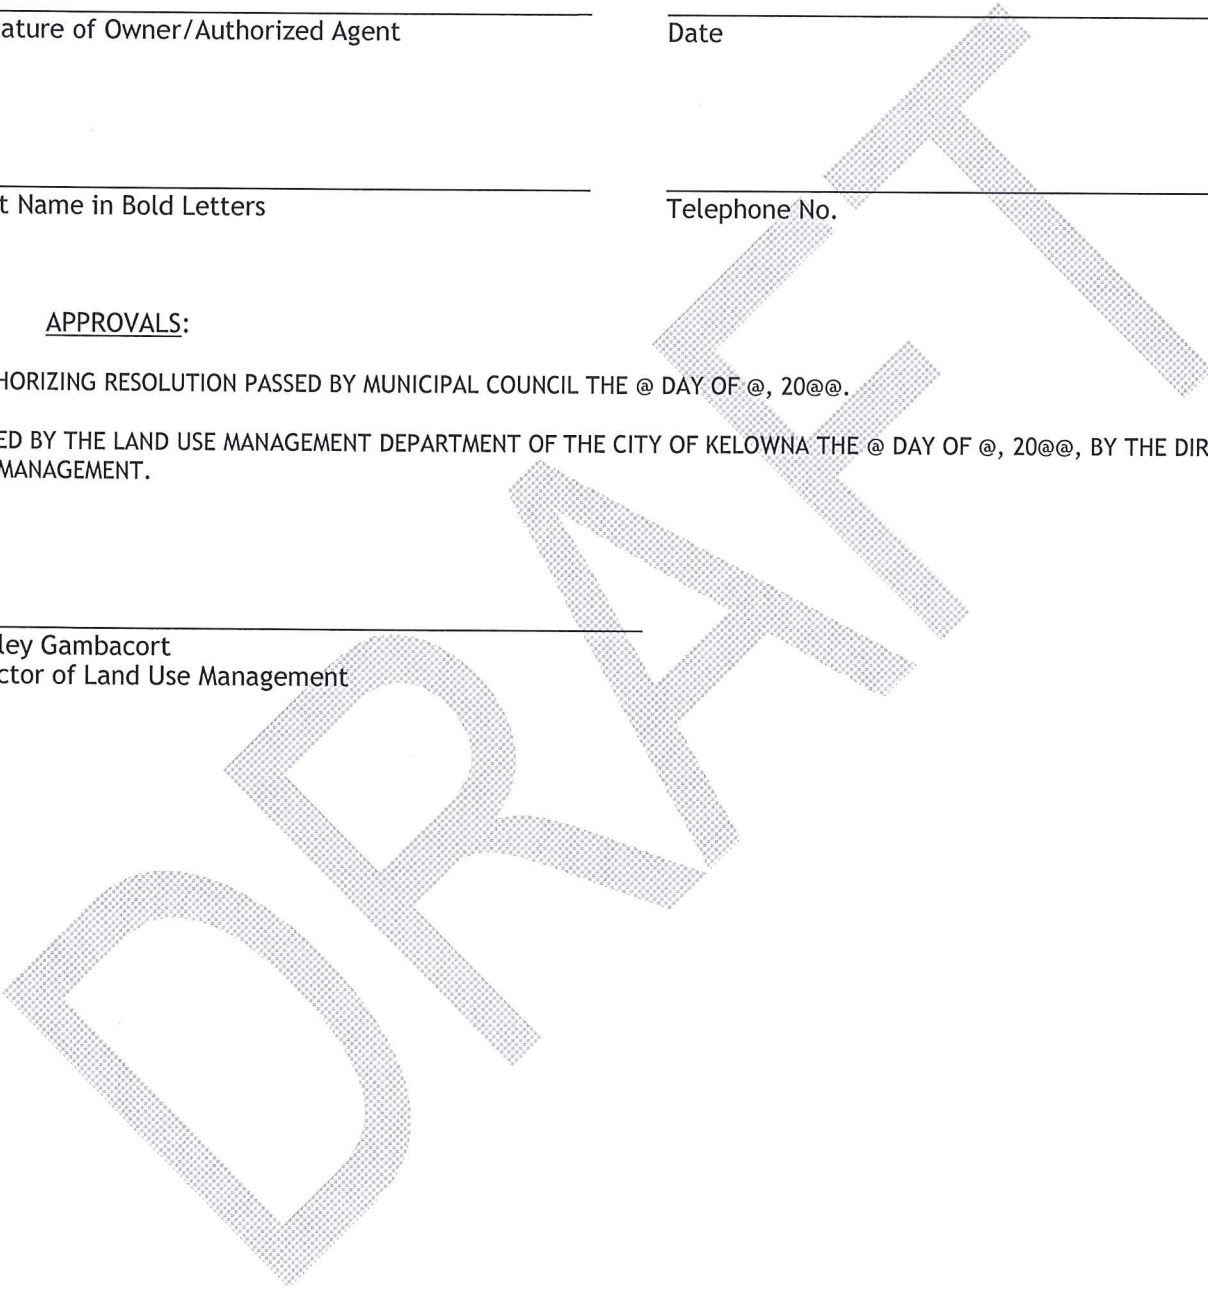 ature of Owner/Authorized Agent
Date
t Name in Bold Letters
Telephone No.
APPROVALS:
HORIZING RESOLUTION PASSED BY MUNICIPAL COUNCIL THE @ DAY OF @, 20@@.
ED BY THE LAND USE MANAGEMENT DEPARTMENT OF THE CITY OF KELOWNA THE @ DAY OF @, 20@@, BY THE DIR
MANAGEMENT.
ley Gambacort
ctor of Land Use Management
DRAFT